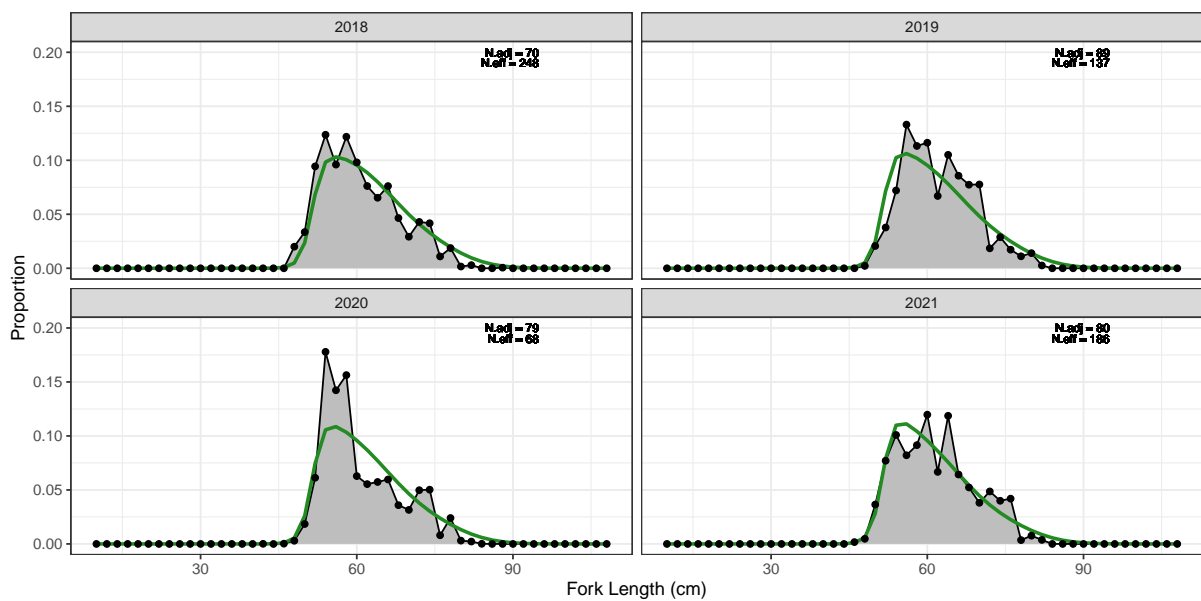 2018
2019
N.adj = 70
N.eff = 248
N.adj = 89
N.eff = 137
0.20
0.15
0.10
0.05
0.00
2020
2021
N.adj = 79
N.eff = 68
N.adj = 80
N.eff = 186
0.20
0.15
0.10
0.05
0.00
Proportion
30
60
90
30
60
90
Fork Length (cm)